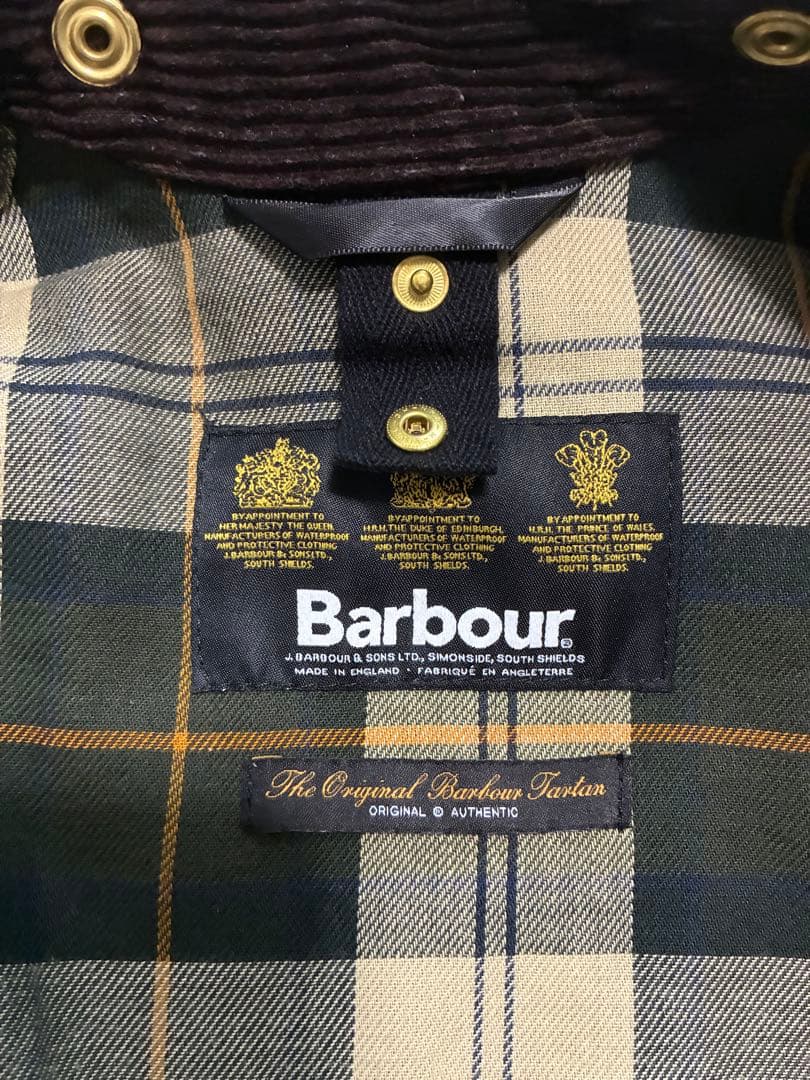 BY APPOINTMENT TO
HER MAJESTY THE QUEEN
MANUFACTURERS OF WATERPROOF
AND PROTECTIVE CLOTHING
J.BARBOUR & SONS LTD,
SOUTH SHIELDS.
BY APPOINTMENT TO
H.R.H. THE DUKE OF EDINBURGH.
MANUFACTURERS OF WATERPROOF
AND PROTECTIVE CLOTHING
J.BARBOUR & SONS LTD,
SOUTH SHIELDS.
BY APPOINTMENT TO
H.R.H. THE PRINCE OF WALES.
MANUFACTURERS OF WATERPROOF
AND PROTECTIVE CLOTHING
J.BARBOUR & SONS LTD,
SOUTH SHIELDS.
Barbour®
J.BARBOUR & SONS LTD., SIMONSIDE, SOUTH SHIELDS
MADE IN ENGLAND · FABRIQUÉ EN ANGLETERRE
The Original Barbour Tartan
ORIGINAL ® AUTHENTIC